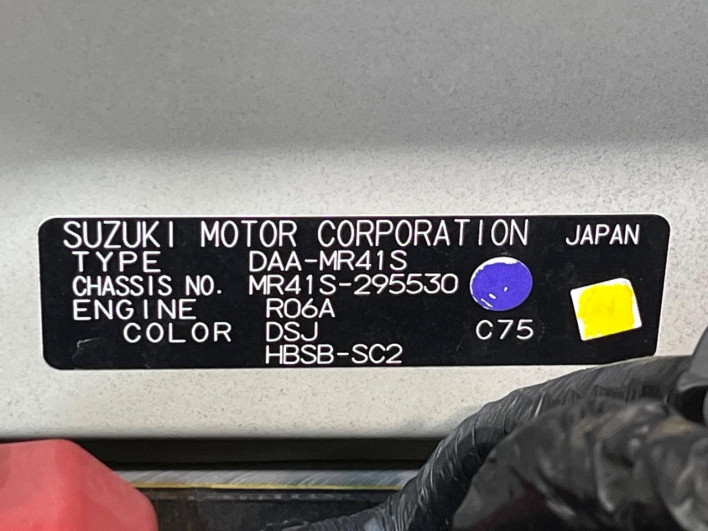 SUZUKI MOTOR CORPORATION JAPAN
TYPE DAA-MR41S
CHASSIS NO. MR41S-295530
ENGINE R06A
COLOR DSJ C75
HBSB-SC2